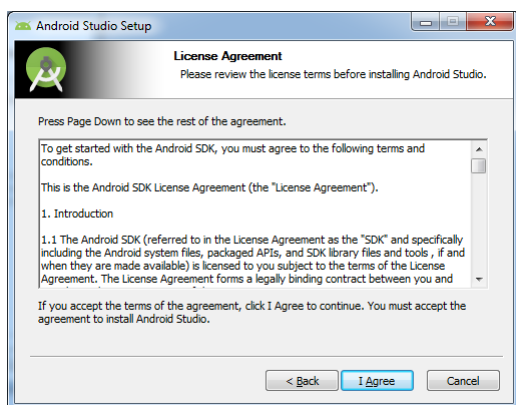 Android Studio Setup
License Agreement
Please review the license terms before installing Android Studio.
Press Page Down to see the rest of the agreement.
To get started with the Android SDK, you must agree to the following terms and
conditions.
This is the Android SDK License Agreement (the "License Agreement").
1. Introduction
1.1 The Android SDK (referred to in the License Agreement as the "SDK" and specifically
including the Android system files, packaged APIs, and SDK library files and tools , if and
when they are made available) is licensed to you subject to the terms of the License
Agreement. The License Agreement forms a legally binding contract between you and
If you accept the terms of the agreement, click I Agree to continue. You must accept the
agreement to install Android Studio.
< Back I Agree Cancel